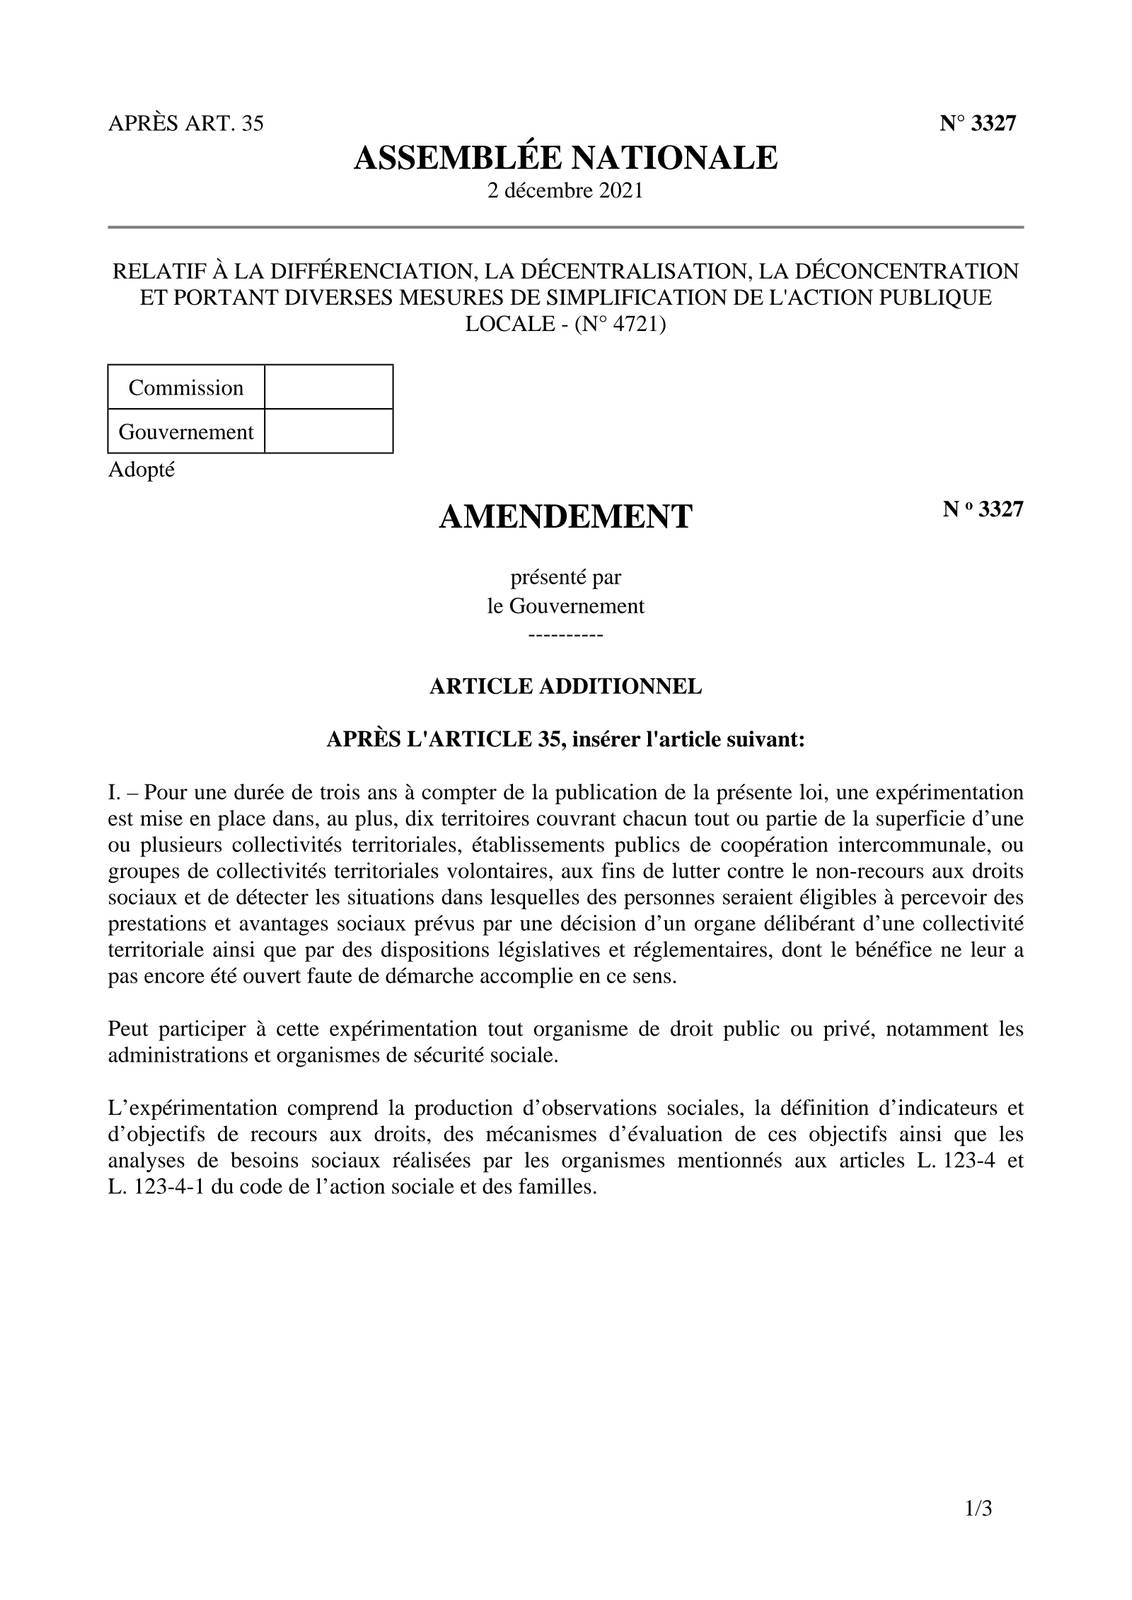 APRÈS ART. 35
N° 3327
ASSEMBLÉE NATIONALE
2 décembre 2021
RELATIF À LA DIFFÉRENCIATION, LA DÉCENTRALISATION, LA DÉCONCENTRATION
ET PORTANT DIVERSES MESURES DE SIMPLIFICATION DE L'ACTION PUBLIQUE
LOCALE - (N° 4721)
Commission
Gouvernement
Adopté
AMENDEMENT
N º 3327
présenté par
le Gouvernement
----------
ARTICLE ADDITIONNEL
APRÈS L'ARTICLE 35, insérer l'article suivant:
I. – Pour une durée de trois ans à compter de la publication de la présente loi, une expérimentation
est mise en place dans, au plus, dix territoires couvrant chacun tout ou partie de la superficie d’une
ou plusieurs collectivités territoriales, établissements publics de coopération intercommunale, ou
groupes de collectivités territoriales volontaires, aux fins de lutter contre le non-recours aux droits
sociaux et de détecter les situations dans lesquelles des personnes seraient éligibles à percevoir des
prestations et avantages sociaux prévus par une décision d’un organe délibérant d’une collectivité
territoriale ainsi que par des dispositions législatives et réglementaires, dont le bénéfice ne leur a
pas encore été ouvert faute de démarche accomplie en ce sens.
Peut participer à cette expérimentation tout organisme de droit public ou privé, notamment les
administrations et organismes de sécurité sociale.
L’expérimentation comprend la production d’observations sociales, la définition d’indicateurs et
d’objectifs de recours aux droits, des mécanismes d’évaluation de ces objectifs ainsi que les
analyses de besoins sociaux réalisées par les organismes mentionnés aux articles L. 123-4 et
L. 123-4-1 du code de l’action sociale et des familles.
1/3